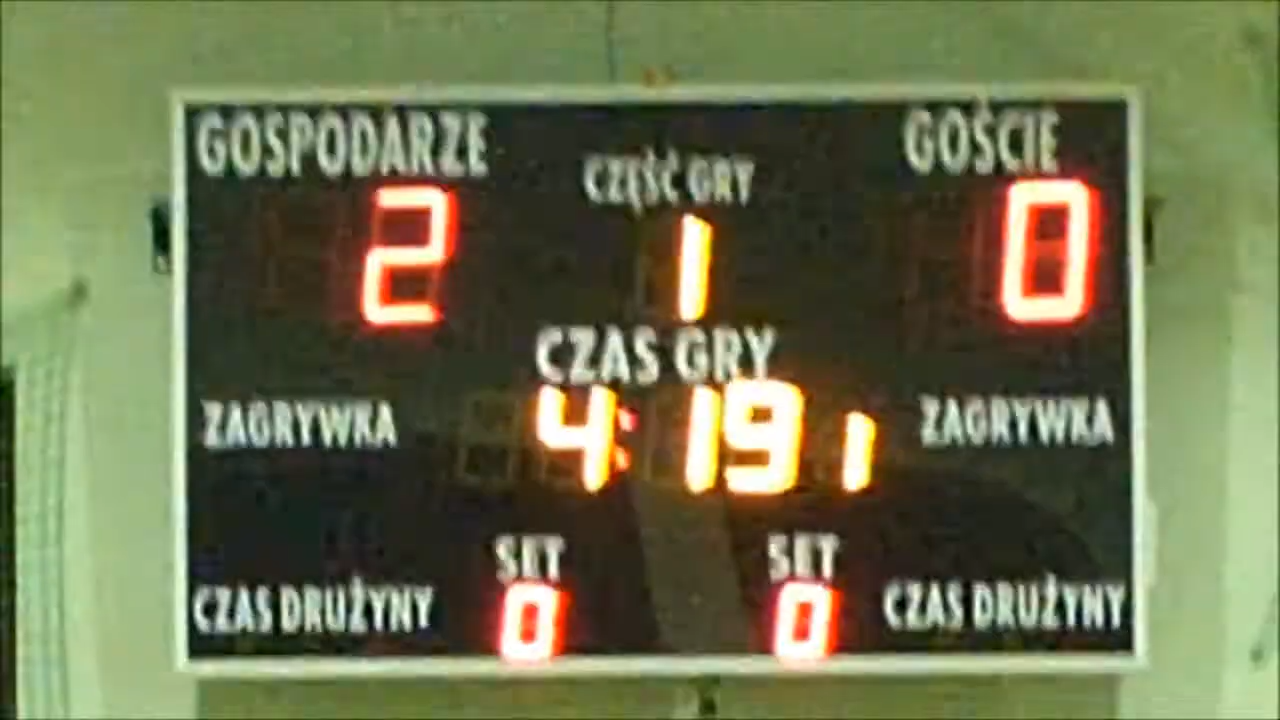 GOSPODARZE GOŚCIE
CZĘŚĆ GRY
2 1 0
CZAS GRY
ZAGRYWKA 4:19 1 ZAGRYWKA
SET SET
CZAS DRUŻYNY 0 0 CZAS DRUŻYNY